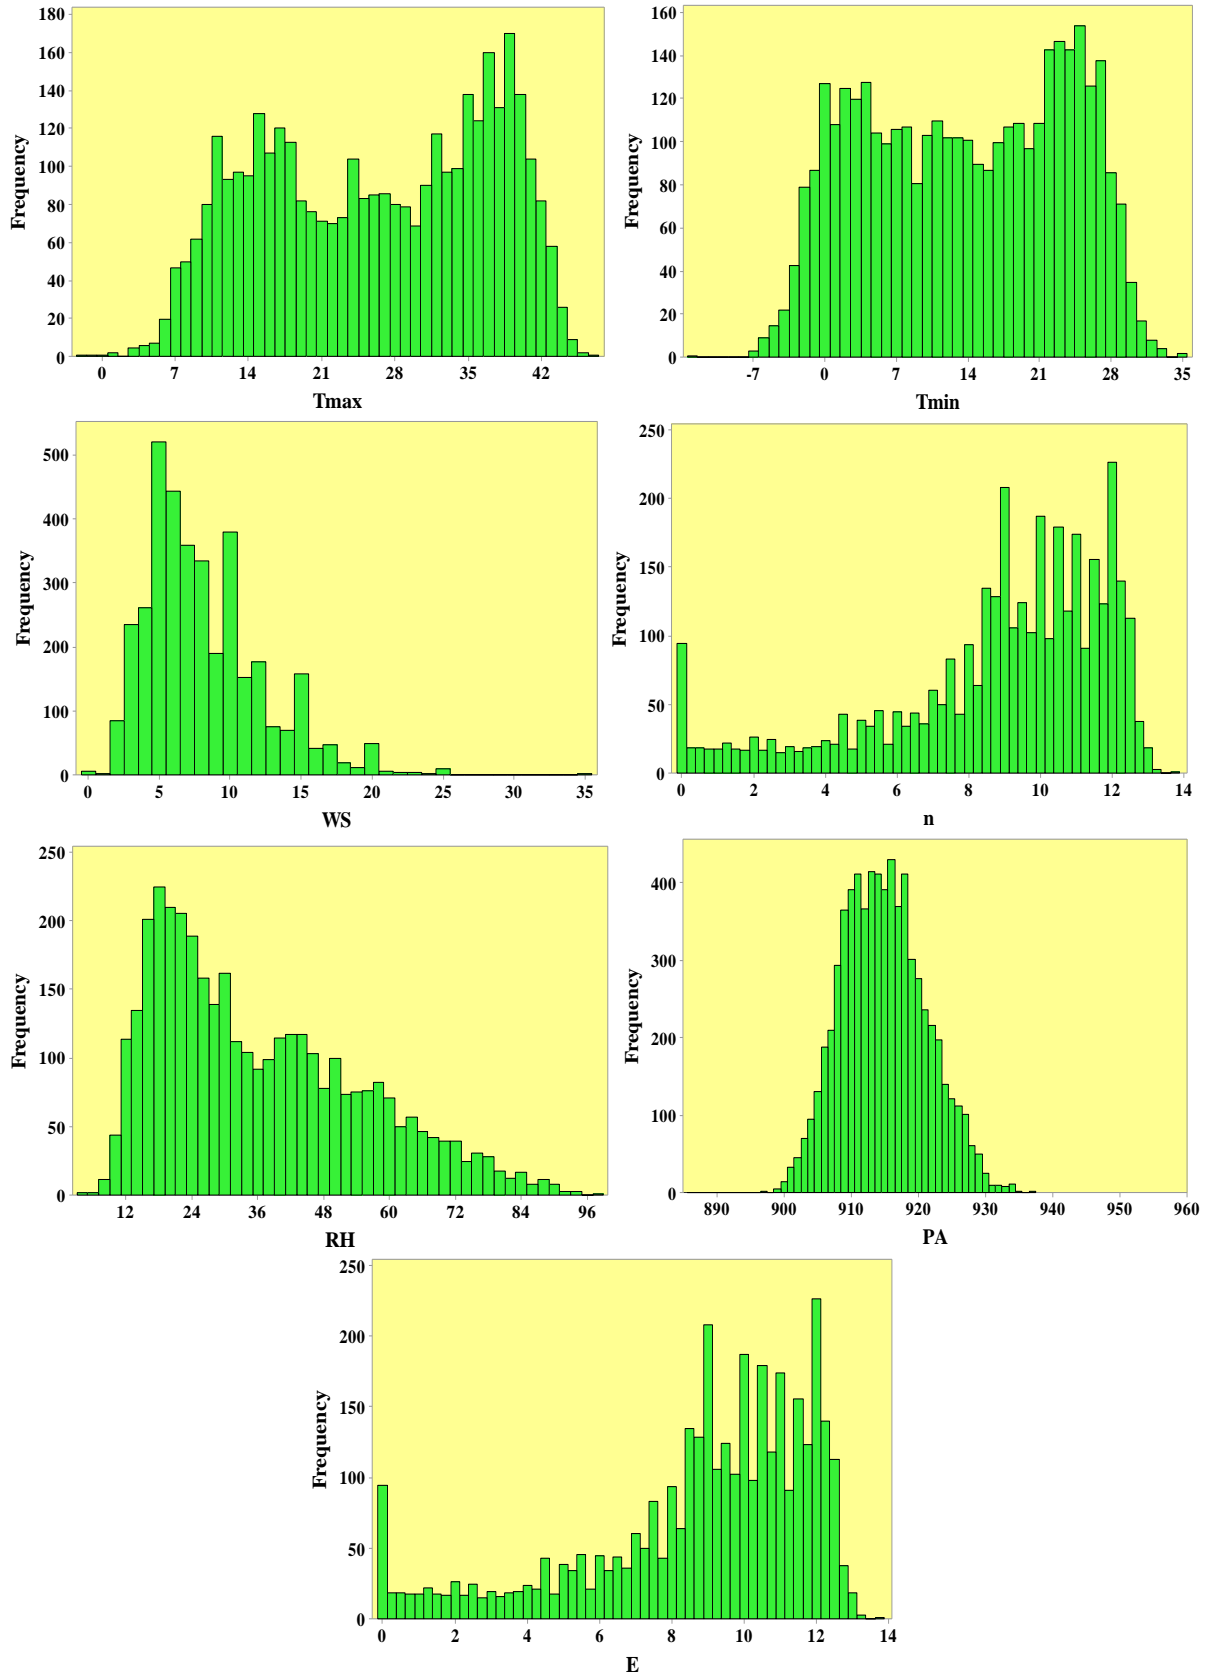 180
160
140
120
100
80
60
40
20
0
Frequency
0 7 14 21 28 35 42
Tmax
160
140
120
100
80
60
40
20
0
Frequency
-7 0 7 14 21 28 35
Tmin
500
400
300
200
100
0
Frequency
0 5 10 15 20 25 30 35
WS
250
200
150
100
50
0
Frequency
0 2 4 6 8 10 12 14
n
250
200
150
100
50
0
Frequency
12 24 36 48 60 72 84 96
RH
400
300
200
100
0
Frequency
890 900 910 920 930 940 950 960
PA
250
200
150
100
50
0
Frequency
0 2 4 6 8 10 12 14
E